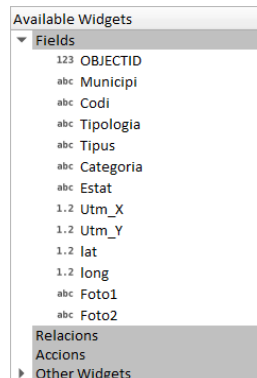 Available Widgets
Fields
123 OBJECTID
abc Municipi
abc Codi
abc Tipologia
abc Tipus
abc Categoria
abc Estat
1.2 Utm_X
1.2 Utm_Y
1.2 lat
1.2 long
abc Foto1
abc Foto2
Relacions
Accions
Other Widgets